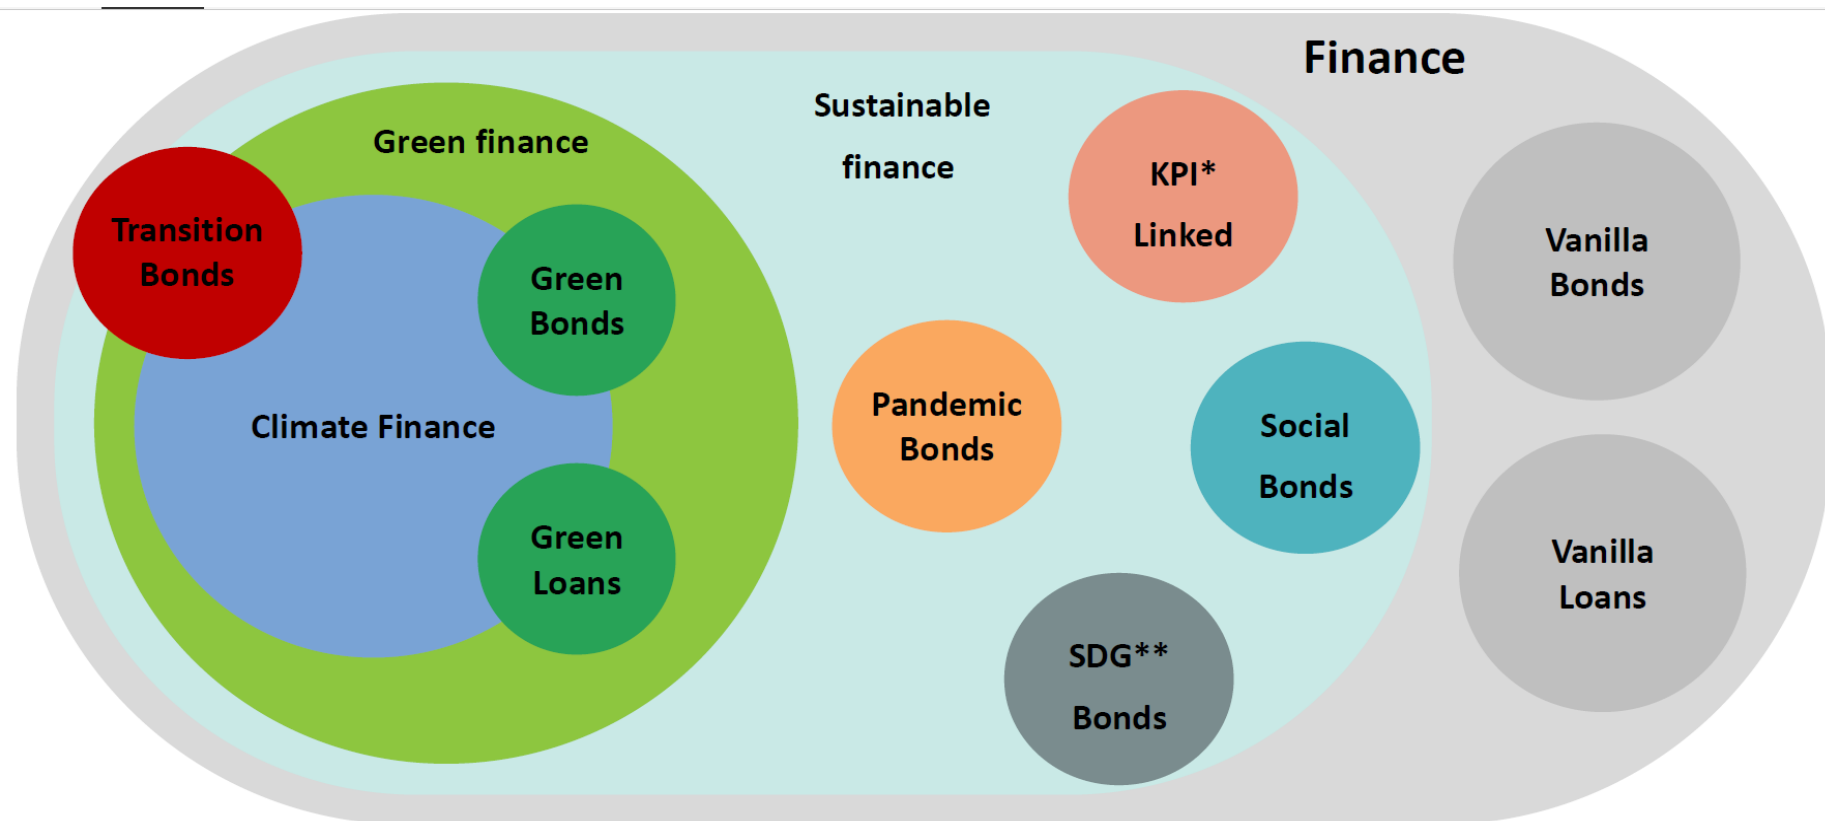 Finance
Sustainable
finance
Green finance
KPI*
Linked
Transition
Bonds
Green
Bonds
Vanilla
Bonds
Climate Finance
Pandemic
Bonds
Social
Bonds
Green
Loans
Vanilla
Loans
SDG**
Bonds